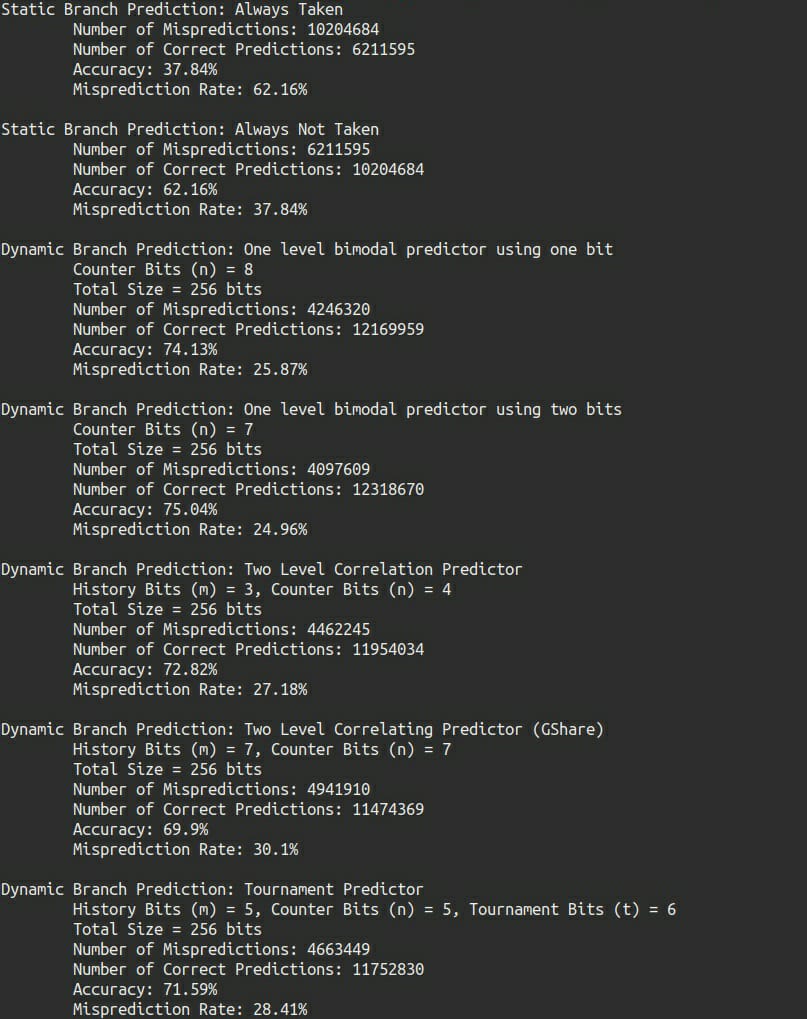 Static Branch Prediction: Always Taken
Number of Mispredictions: 10204684
Number of Correct Predictions: 6211595
Accuracy: 37.84%
Misprediction Rate: 62.16%
Static Branch Prediction: Always Not Taken
Number of Mispredictions: 6211595
Number of Correct Predictions: 10204684
Accuracy: 62.16%
Misprediction Rate: 37.84%
Dynamic Branch Prediction: One level bimodal predictor using one bit
Counter Bits (n) = 8
Total Size = 256 bits
Number of Mispredictions: 4246320
Number of Correct Predictions: 12169959
Accuracy: 74.13%
Misprediction Rate: 25.87%
Dynamic Branch Prediction: One level bimodal predictor using two bits
Counter Bits (n) = 7
Total Size = 256 bits
Number of Mispredictions: 4097609
Number of Correct Predictions: 12318670
Accuracy: 75.04%
Misprediction Rate: 24.96%
Dynamic Branch Prediction: Two Level Correlation Predictor
History Bits (m) = 3, Counter Bits (n) = 4
Total Size = 256 bits
Number of Mispredictions: 4462245
Number of Correct Predictions: 11954034
Accuracy: 72.82%
Misprediction Rate: 27.18%
Dynamic Branch Prediction: Two Level Correlating Predictor (GShare)
History Bits (m) = 7, Counter Bits (n) = 7
Total Size = 256 bits
Number of Mispredictions: 4941910
Number of Correct Predictions: 11474369
Accuracy: 69.9%
Misprediction Rate: 30.1%
Dynamic Branch Prediction: Tournament Predictor
History Bits (m) = 5, Counter Bits (n) = 5, Tournament Bits (t) = 6
Total Size = 256 bits
Number of Mispredictions: 4663449
Number of Correct Predictions: 11752830
Accuracy: 71.59%
Misprediction Rate: 28.41%